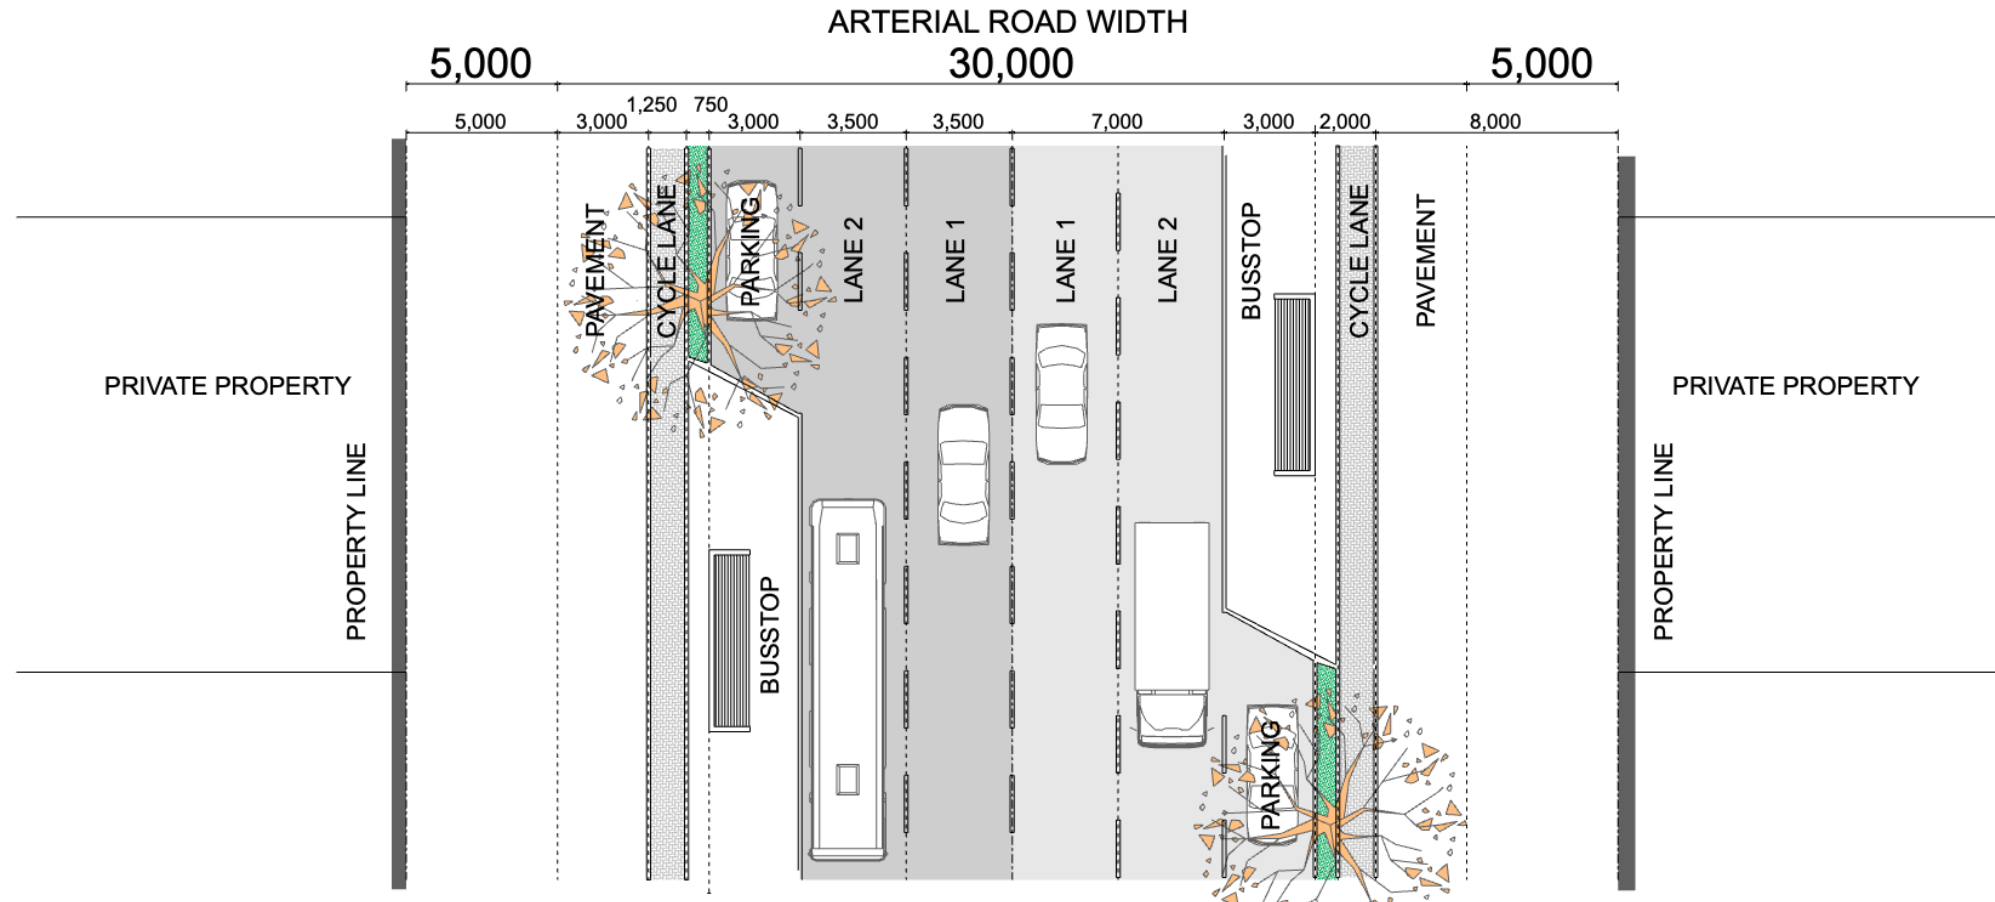 ARTERIAL ROAD WIDTH
5,000 30,000 5,000
1,250 750
5,000 3,000 3,000 3,500 3,500 7,000 3,000 2,000 8,000
PAVEMENT
CYCLE LANE
PARKING
LANE 2
LANE 1
LANE 1
LANE 2
BUSSTOP
CYCLE LANE
PAVEMENT
PRIVATE PROPERTY
PRIVATE PROPERTY
PROPERTY LINE
PROPERTY LINE
BUSSTOP
PARKING